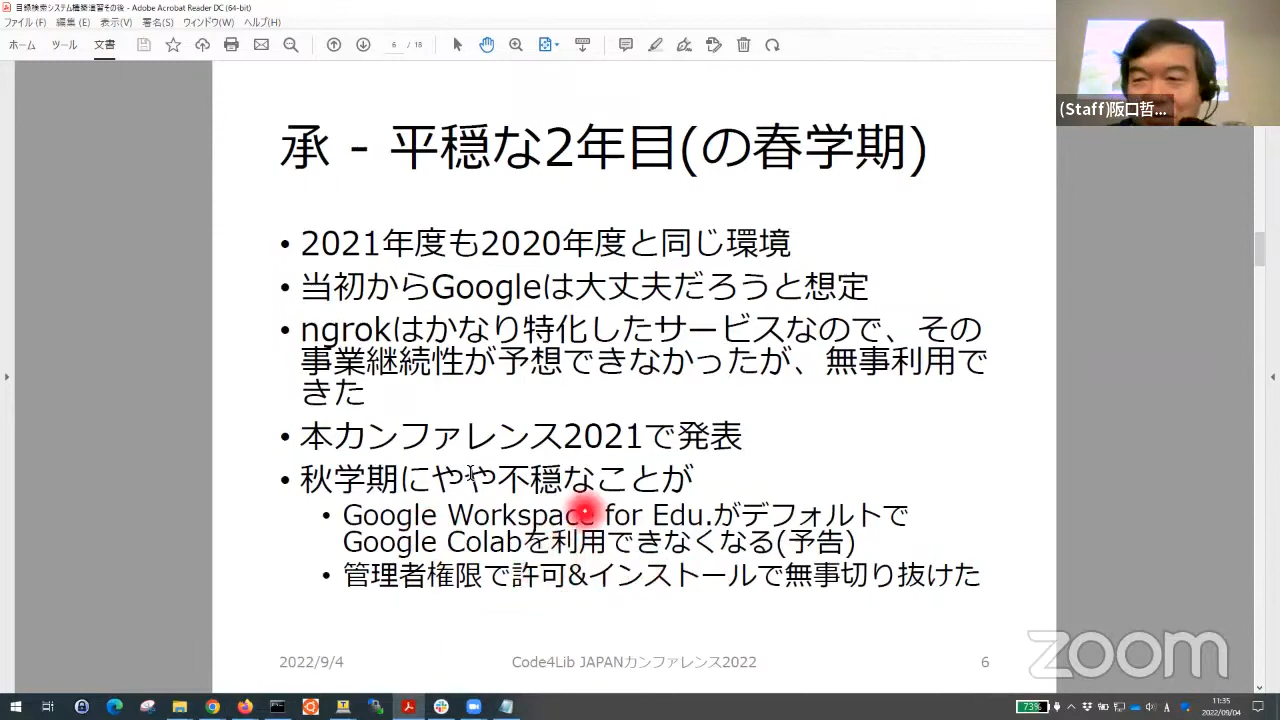 目録検索システム構築演習その後 - Adobe Acrobat Reader DC (64-bit)
ファイル(F) 編集(E) 表示(V) 署名(S) ウィンドウ(W) ヘルプ(H)
ホーム ツール 文書 6 / 18
(Staff)阪口哲...
承 - 平穏な2年目(の春学期)
• 2021年度も2020年度と同じ環境
• 当初からGoogleは大丈夫だろうと想定
• ngrokはかなり特化したサービスなので、その
事業継続性が予想できなかったが、無事利用で
きた
• 本カンファレンス2021で発表
• 秋学期にやや不穏なことが
• Google Workspace for Edu.がデフォルトで
Google Colabを利用できなくなる(予告)
• 管理者権限で許可&インストールで無事切り抜けた
2022/9/4 Code4Lib JAPANカンファレンス2022 6
zoom
73% 11:35
2022/09/04